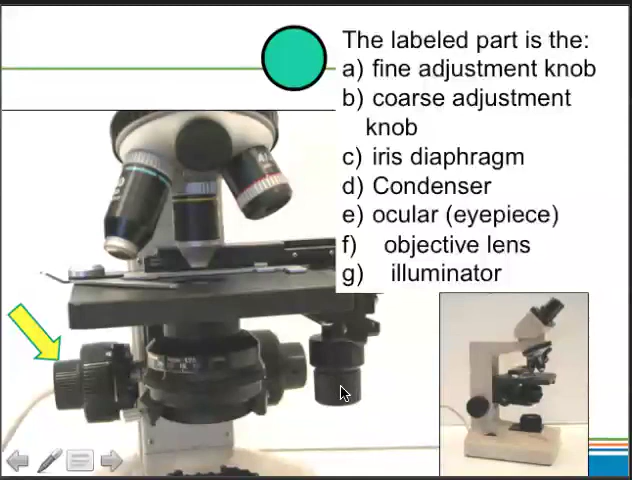 The labeled part is the:
a) fine adjustment knob
b) coarse adjustment
knob
c) iris diaphragm
d) Condenser
e) ocular (eyepiece)
f) objective lens
g) illuminator